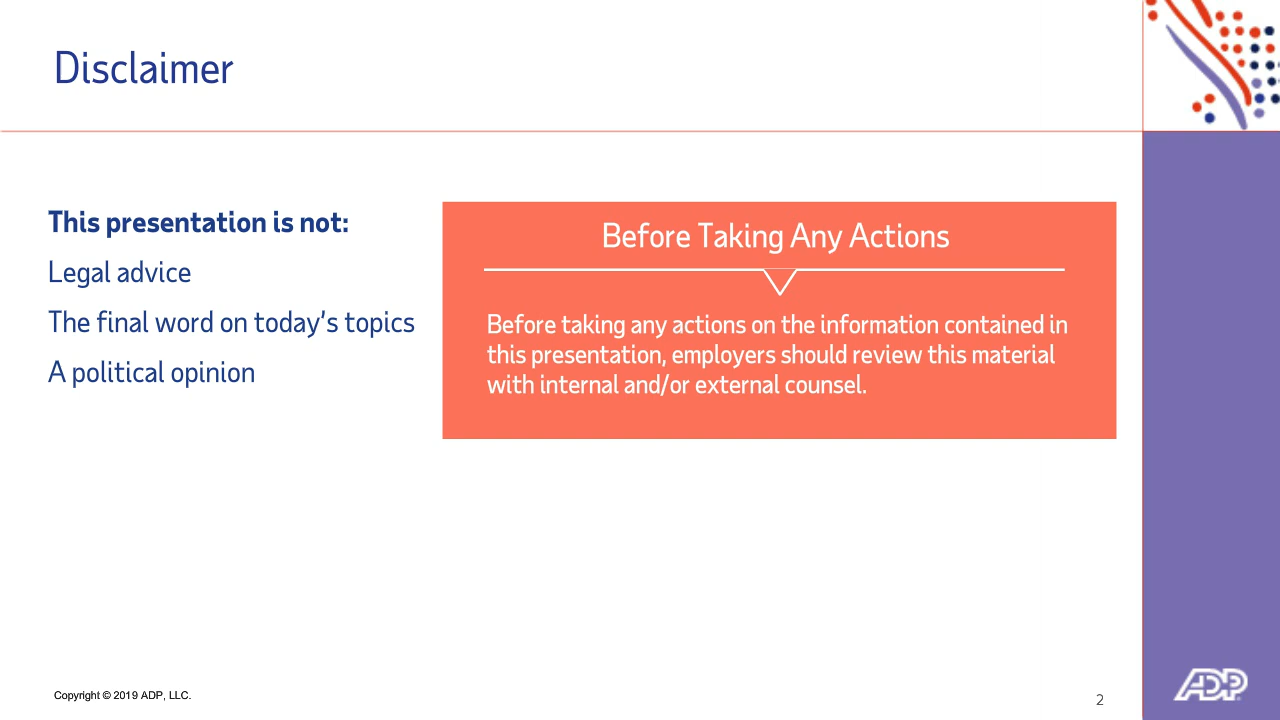 Disclaimer
This presentation is not:
Legal advice
The final word on today's topics
A political opinion
Before Taking Any Actions
Before taking any actions on the information contained in
this presentation, employers should review this material
with internal and/or external counsel.
Copyright © 2019 ADP, LLC.
2
ADP